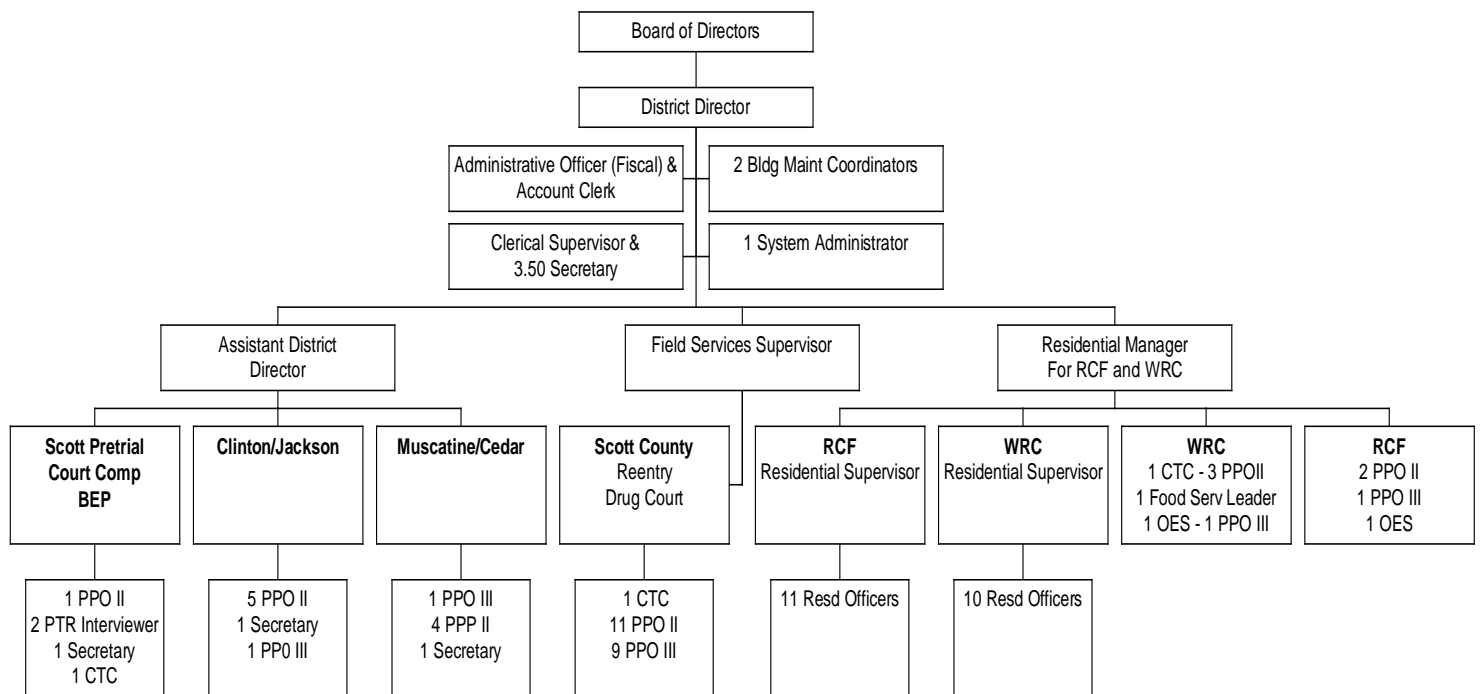 Board of Directors
District Director
Administrative Officer (Fiscal) &
Account Clerk
2 Bldg Maint Coordinators
Clerical Supervisor &
3.50 Secretary
1 System Administrator
Assistant District
Director
Field Services Supervisor
Residential Manager
For RCF and WRC
Scott Pretrial
Court Comp
BEP
Clinton/Jackson
Muscatine/Cedar
Scott County
Reentry
Drug Court
RCF
Residential Supervisor
WRC
Residential Supervisor
WRC
1 CTC - 3 PPOII
1 Food Serv Leader
1 OES - 1 PPO III
RCF
2 PPO II
1 PPO III
1 OES
1 PPO II
2 PTR Interviewer
1 Secretary
1 CTC
5 PPO II
1 Secretary
1 PP0 III
1 PPO III
4 PPP II
1 Secretary
1 CTC
11 PPO II
9 PPO III
11 Resd Officers
10 Resd Officers